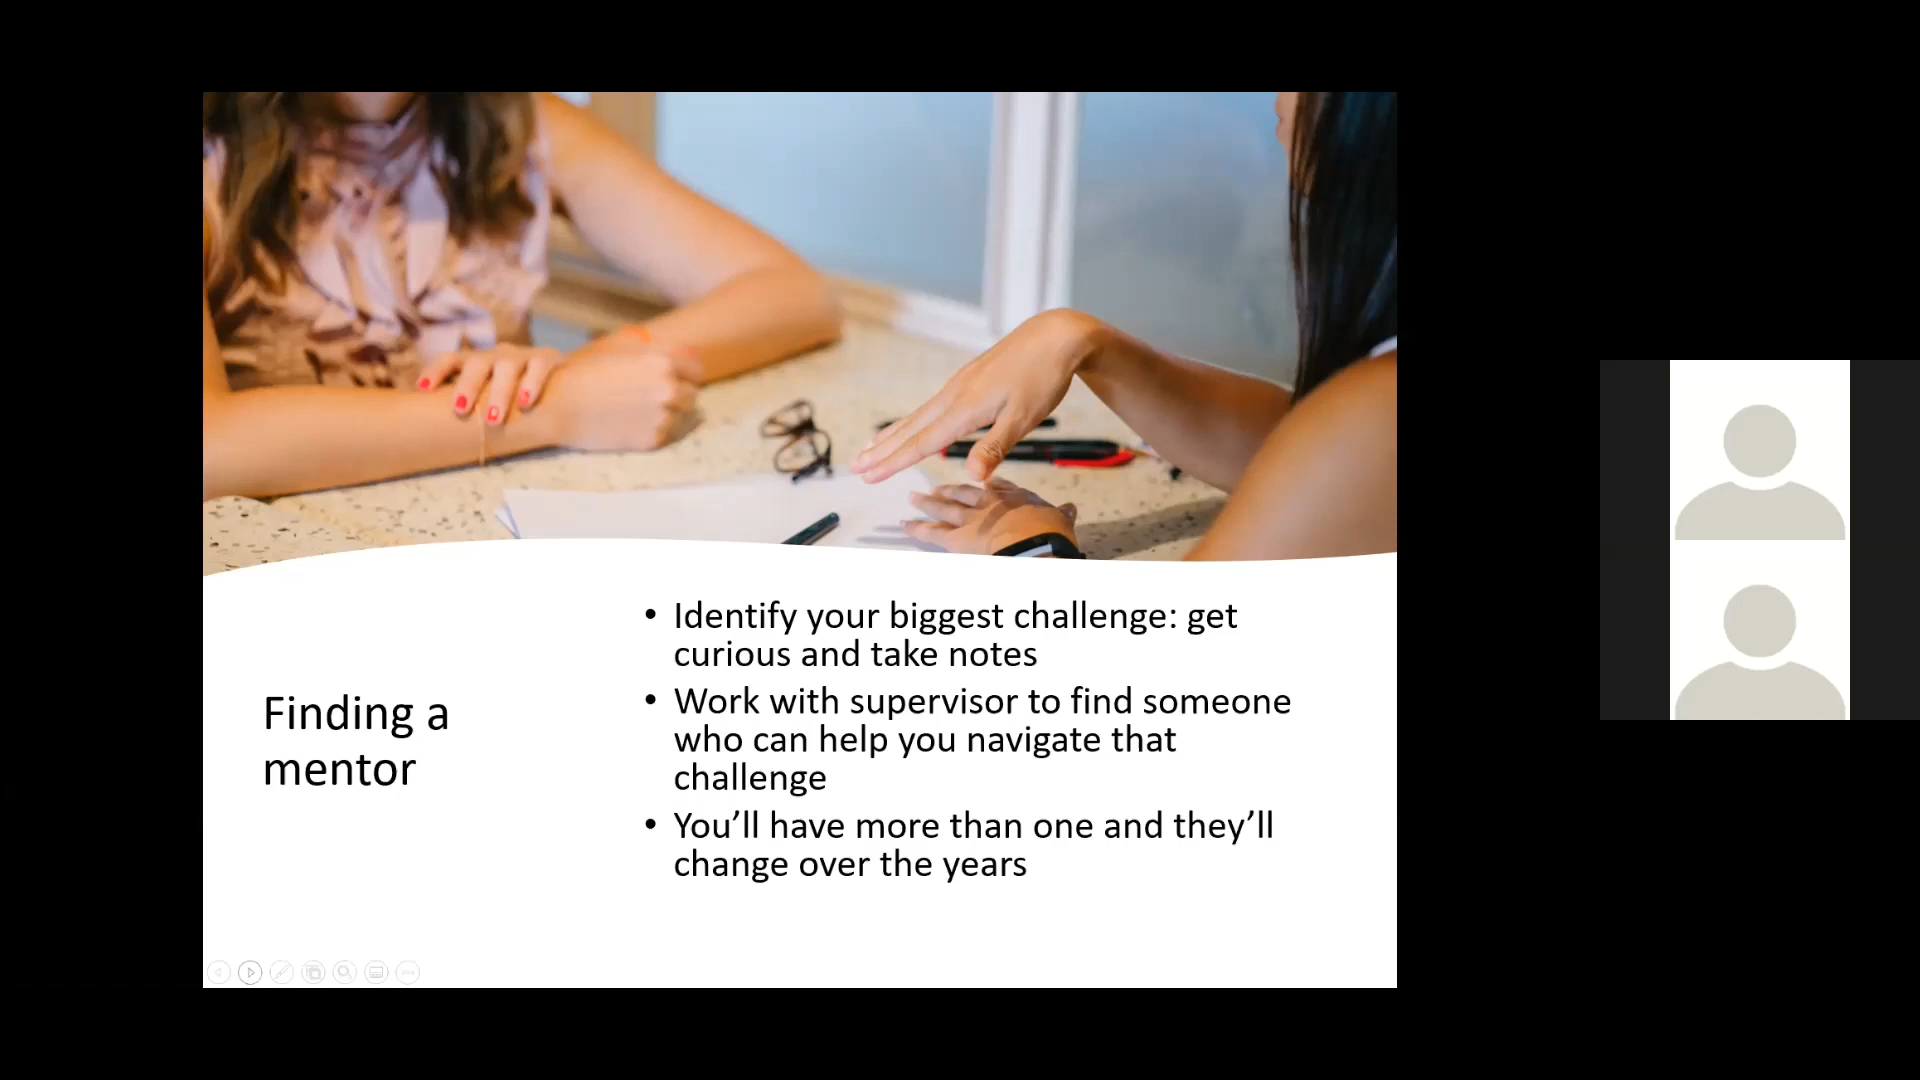 Finding a
mentor
• Identify your biggest challenge: get
curious and take notes
• Work with supervisor to find someone
who can help you navigate that
challenge
• You’ll have more than one and they’ll
change over the years